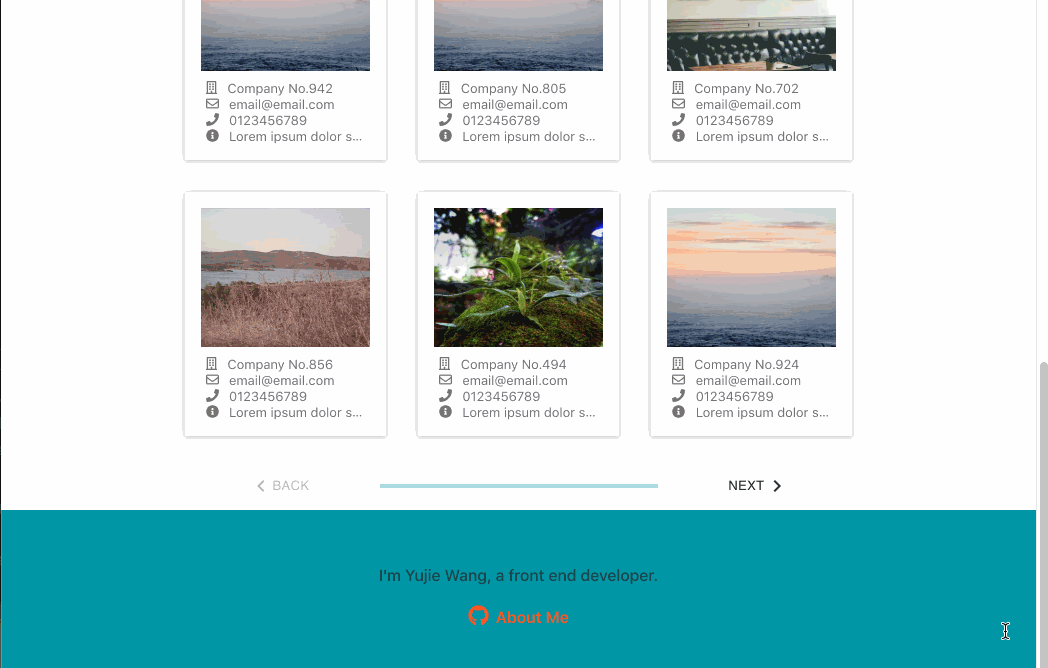 Company No.942
email@email.com
0123456789
Lorem ipsum dolor s...
Company No.805
email@email.com
0123456789
Lorem ipsum dolor s...
Company No.702
email@email.com
0123456789
Lorem ipsum dolor s...
Company No.856
email@email.com
0123456789
Lorem ipsum dolor s...
Company No.494
email@email.com
0123456789
Lorem ipsum dolor s...
Company No.924
email@email.com
0123456789
Lorem ipsum dolor s...
BACK
NEXT
I'm Yujie Wang, a front end developer.
About Me